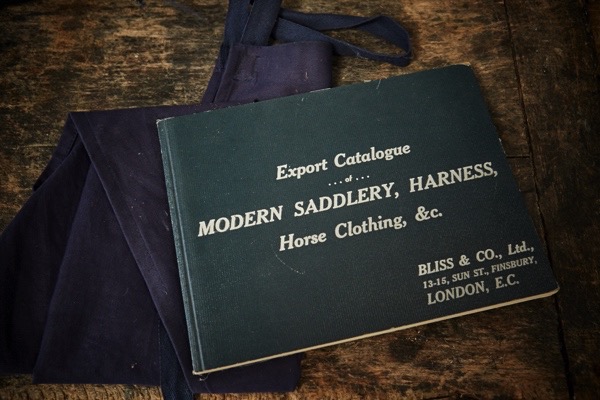 Export Catalogue
... of ...
MODERN SADDLERY, HARNESS,
Horse Clothing, &c.
BLISS & CO., Ltd.,
13-15, SUN ST., FINSBURY,
LONDON, E.C.